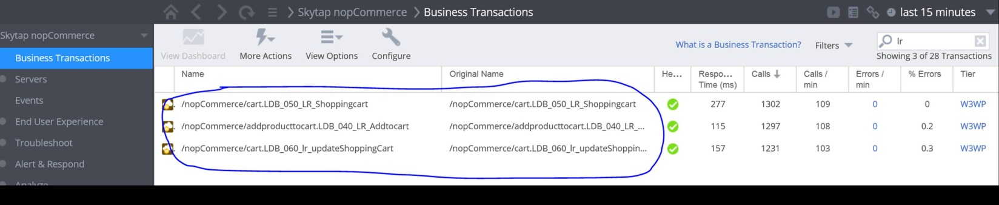 Skytap nopCommerce Business Transactions last 15 minutes
Skytap nopCommerce
Business Transactions
Servers
Events
End User Experience
Troubleshoot
Alert & Respond
Analyze
View Dashboard More Actions View Options Configure
What is a Business Transaction? Filters lr
Showing 3 of 28 Transactions
Name Original Name He... Respo... Time (ms) Calls Calls / min Errors / min % Errors Tier
/nopCommerce/cart.LDB_050_LR_Shoppingcart /nopCommerce/cart.LDB_050_LR_Shoppingcart 277 1302 109 0 0 W3WP
/nopCommerce/addproducttocart.LDB_040_LR_Addtocart /nopCommerce/addproducttocart.LDB_040_LR_... 115 1297 108 0 0.2 W3WP
/nopCommerce/cart.LDB_060_lr_updateShoppingCart /nopCommerce/cart.LDB_060_lr_updateShoppin... 157 1231 103 0 0.3 W3WP